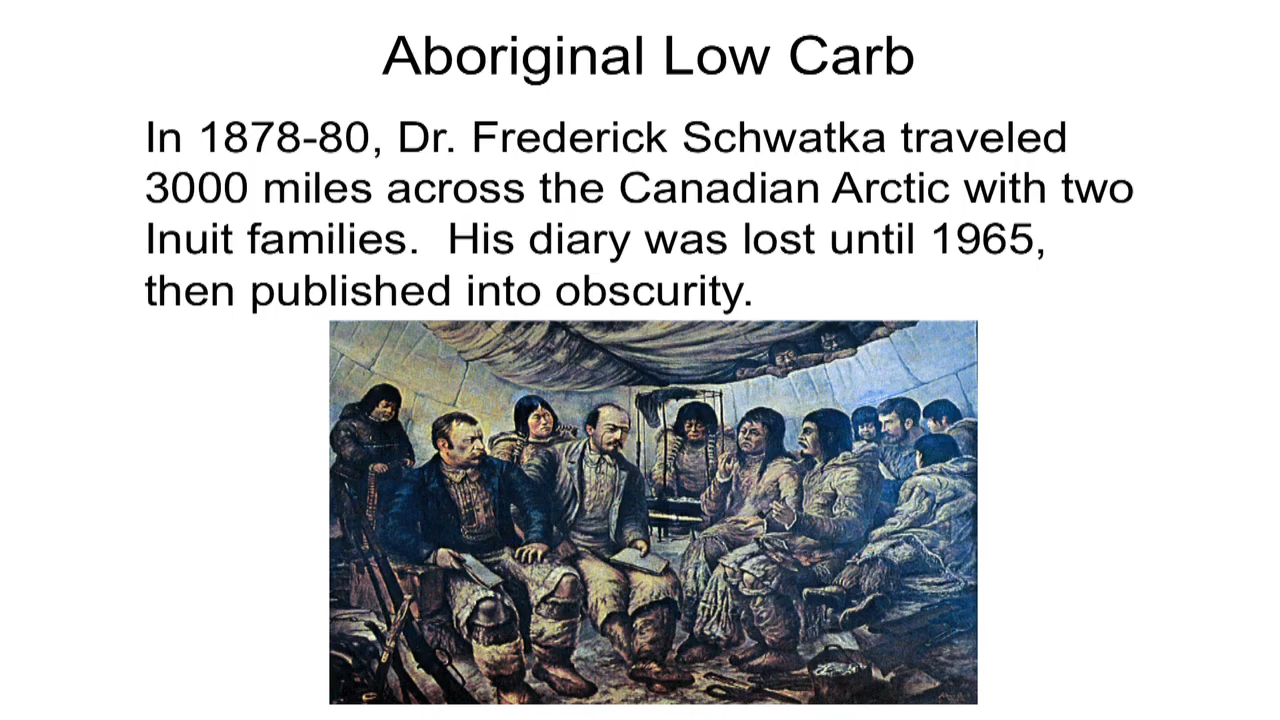 Aboriginal Low Carb
In 1878-80, Dr. Frederick Schwatka traveled
3000 miles across the Canadian Arctic with two
Inuit families.  His diary was lost until 1965,
then published into obscurity.